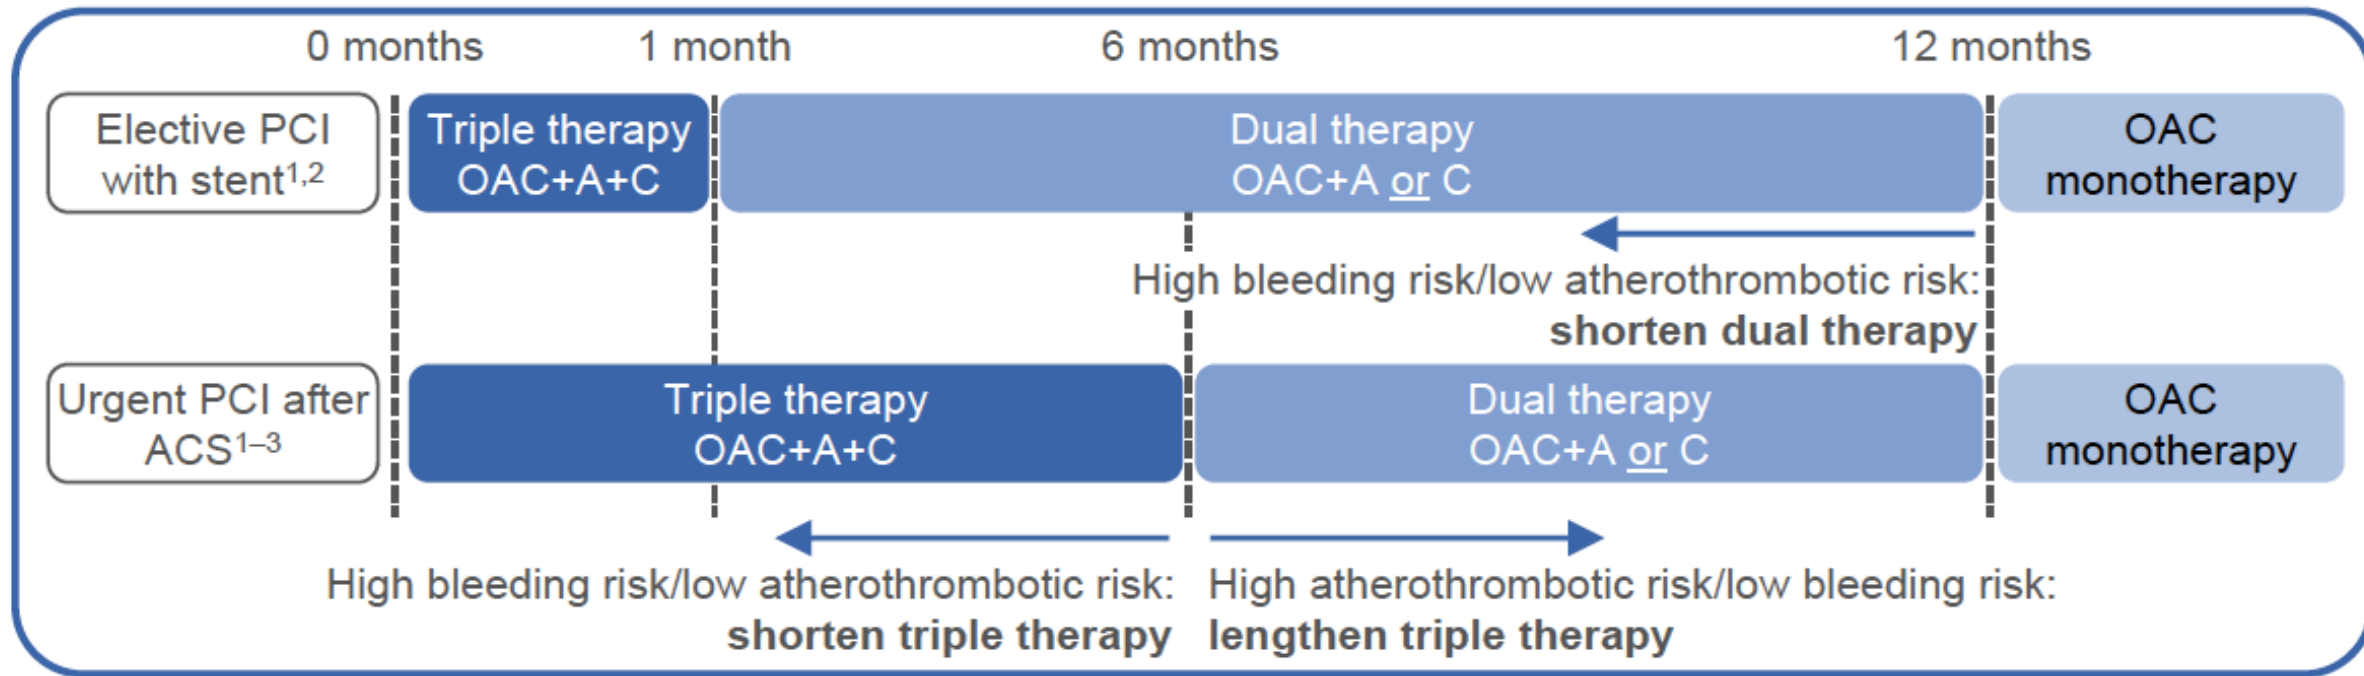 0 months 1 month 6 months 12 months
Elective PCI
with stent1,2
Triple therapy
OAC+A+C
Dual therapy
OAC+A or C
OAC
monotherapy
High bleeding risk/low atherothrombotic risk:
shorten dual therapy
Urgent PCI after
ACS1–3
Triple therapy
OAC+A+C
Dual therapy
OAC+A or C
OAC
monotherapy
High bleeding risk/low atherothrombotic risk:
shorten triple therapy
High atherothrombotic risk/low bleeding risk:
lengthen triple therapy